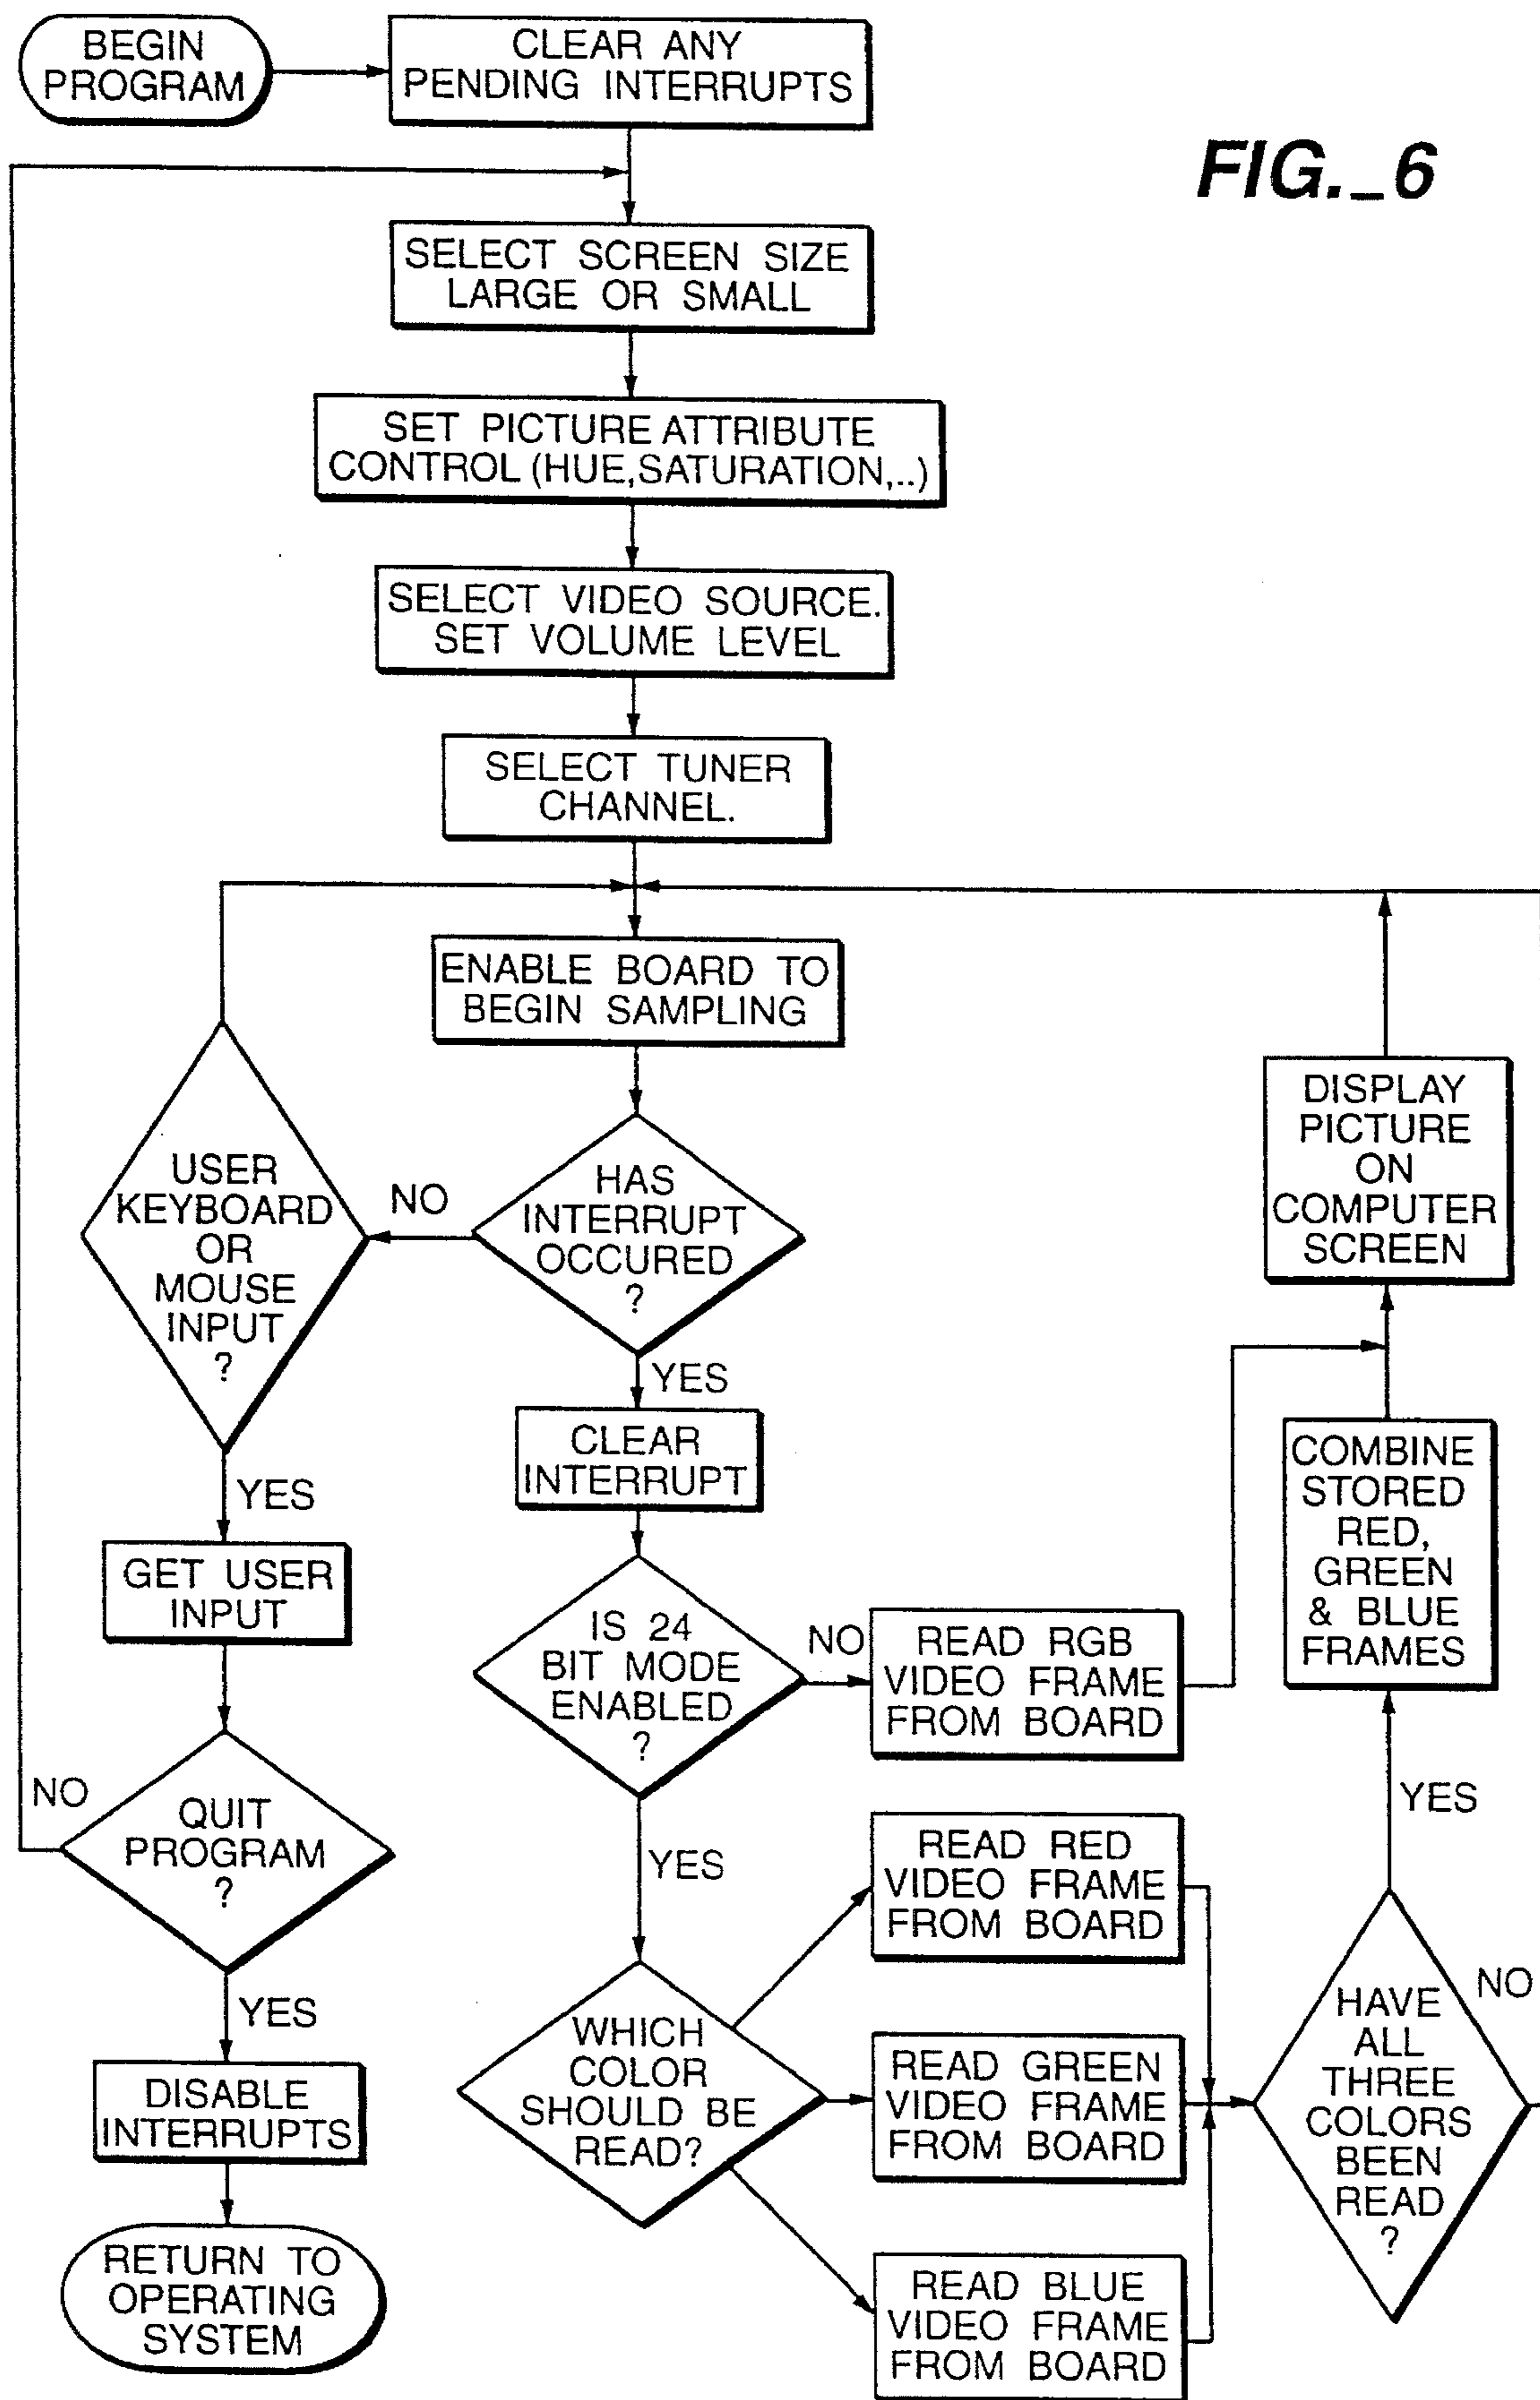 BEGIN
PROGRAM
CLEAR ANY
PENDING INTERRUPTS
FIG._6
SELECT SCREEN SIZE
LARGE OR SMALL
SET PICTURE ATTRIBUTE
CONTROL (HUE,SATURATION,..)
SELECT VIDEO SOURCE.
SET VOLUME LEVEL
SELECT TUNER
CHANNEL.
ENABLE BOARD TO
BEGIN SAMPLING
HAS
INTERRUPT
OCCURED
?
NO
USER
KEYBOARD
OR
MOUSE
INPUT
?
YES
GET USER
INPUT
QUIT
PROGRAM
?
NO
YES
DISABLE
INTERRUPTS
RETURN TO
OPERATING
SYSTEM
YES
CLEAR
INTERRUPT
IS 24
BIT MODE
ENABLED
?
NO
READ RGB
VIDEO FRAME
FROM BOARD
YES
WHICH
COLOR
SHOULD BE
READ?
READ RED
VIDEO FRAME
FROM BOARD
READ GREEN
VIDEO FRAME
FROM BOARD
READ BLUE
VIDEO FRAME
FROM BOARD
HAVE
ALL
THREE
COLORS
BEEN
READ
?
NO
YES
COMBINE
STORED
RED,
GREEN
& BLUE
FRAMES
DISPLAY
PICTURE
ON
COMPUTER
SCREEN